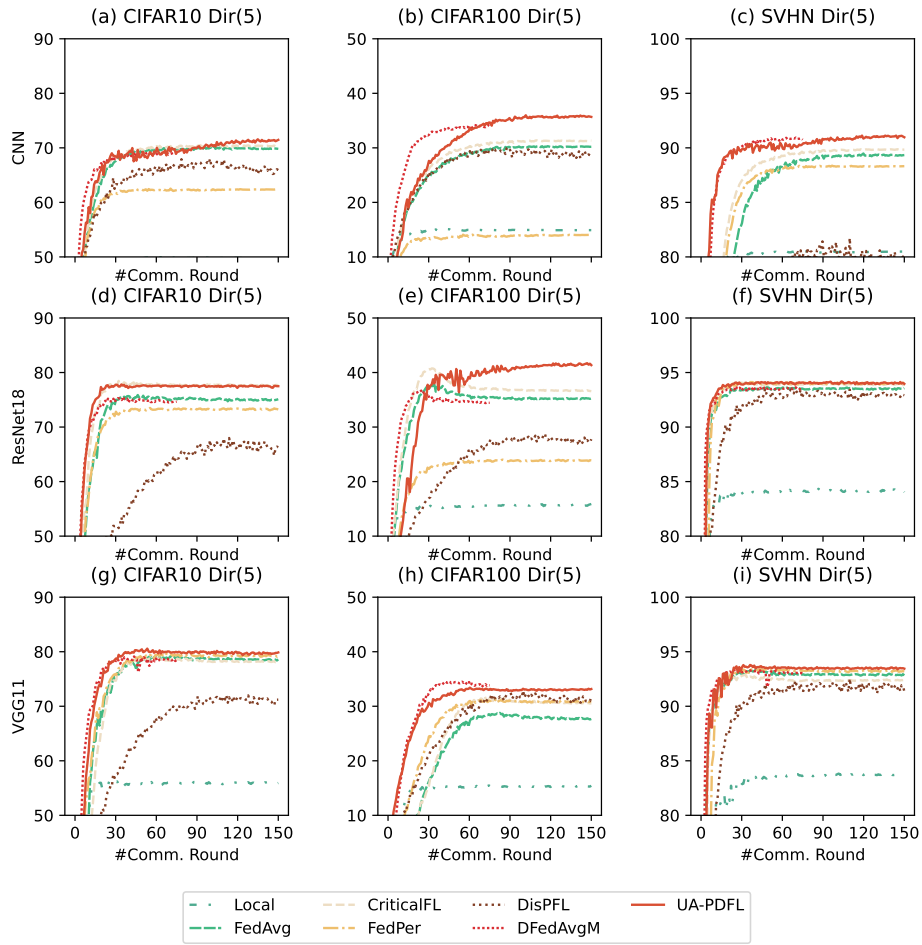 (a) CIFAR10 Dir(5) (b) CIFAR100 Dir(5) (c) SVHN Dir(5)
90 50 100
80 40 95
CNN 70 30 90
60 20 85
50 10 80
#Comm. Round #Comm. Round #Comm. Round
(d) CIFAR10 Dir(5) (e) CIFAR100 Dir(5) (f) SVHN Dir(5)
90 50 100
80 40 95
ResNet18 70 30 90
60 20 85
50 10 80
#Comm. Round #Comm. Round #Comm. Round
(g) CIFAR10 Dir(5) (h) CIFAR100 Dir(5) (i) SVHN Dir(5)
90 50 100
80 40 95
VGG11 70 30 90
60 20 85
50 10 80
0 30 60 90 120 150 0 30 60 90 120 150 0 30 60 90 120 150
#Comm. Round #Comm. Round #Comm. Round
Local CriticalFL DisPFL UA-PDFL
FedAvg FedPer DFedAvgM